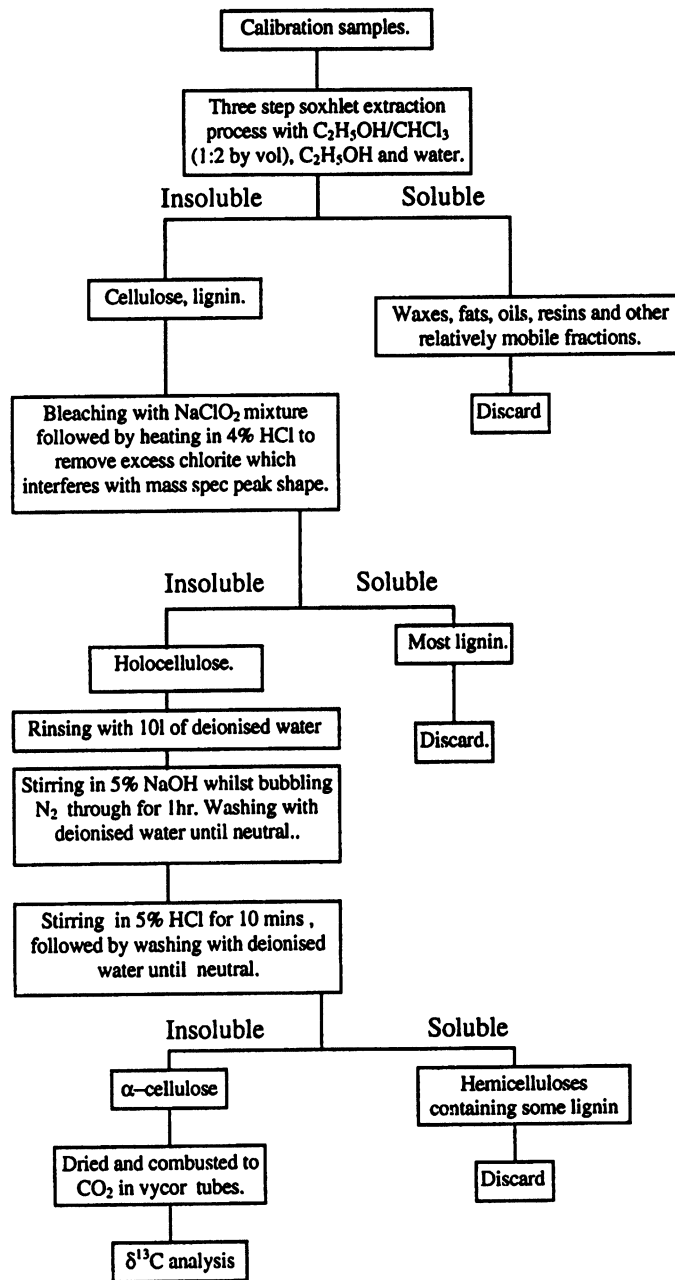 Calibration samples.
Three step soxhlet extraction
process with C₂H₅OH/CHCl₃
(1:2 by vol), C₂H₅OH and water.
Insoluble
Soluble
Cellulose, lignin.
Waxes, fats, oils, resins and other
relatively mobile fractions.
Discard
Bleaching with NaClO₂ mixture
followed by heating in 4% HCl to
remove excess chlorite which
interferes with mass spec peak shape.
Insoluble
Soluble
Holocellulose.
Most lignin.
Discard.
Rinsing with 10l of deionised water
Stirring in 5% NaOH whilst bubbling
N₂ through for 1hr. Washing with
deionised water until neutral..
Stirring in 5% HCl for 10 mins ,
followed by washing with deionised
water until neutral.
Insoluble
Soluble
α–cellulose
Hemicelluloses
containing some lignin
Discard
Dried and combusted to
CO₂ in vycor tubes.
δ¹³C analysis